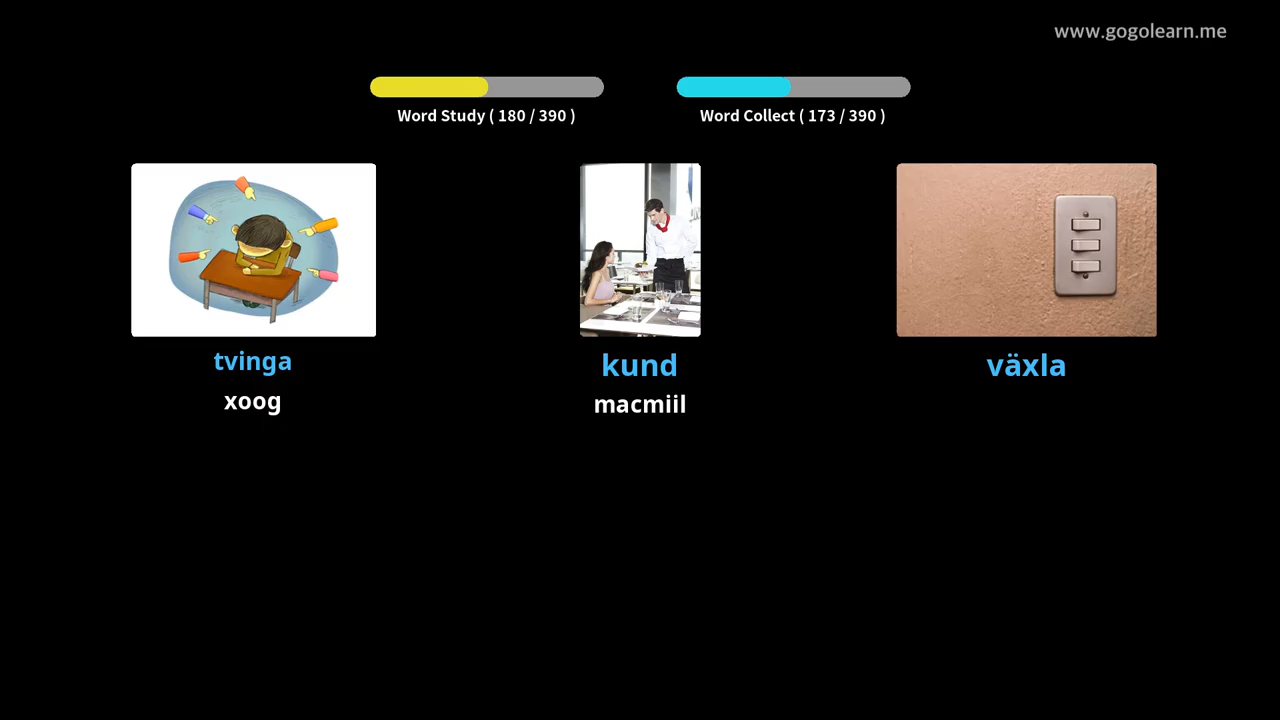 www.gogolearn.me
Word Study ( 180 / 390 )
Word Collect ( 173 / 390 )
tvinga
xoog
kund
macmiil
växla